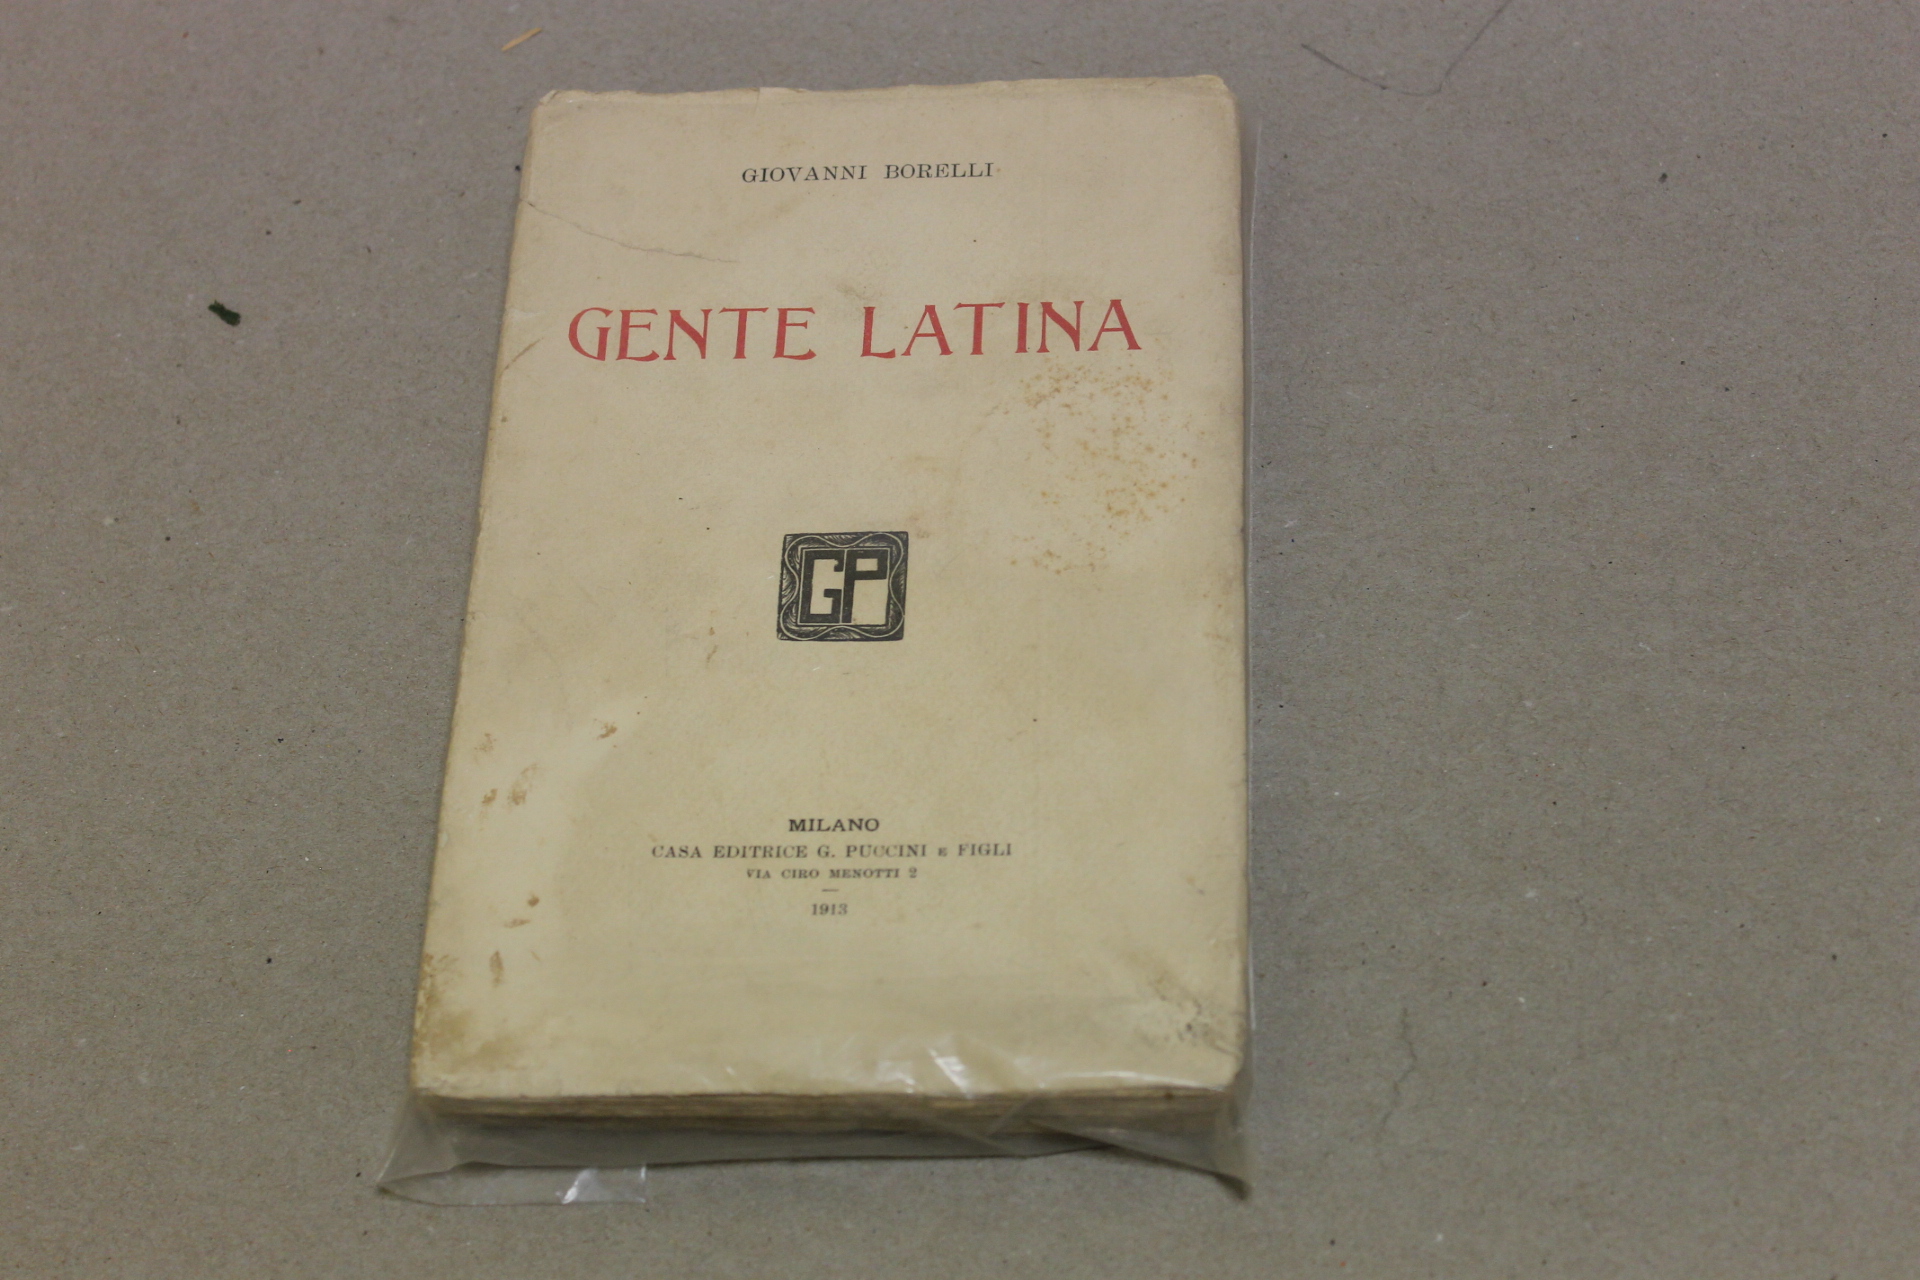 GIOVANNI BORELLI
GENTE LATINA
GP
MILANO
CASA EDITRICE G. PUCCINI E FIGLI
VIA CIRO MENOTTI 2
1913